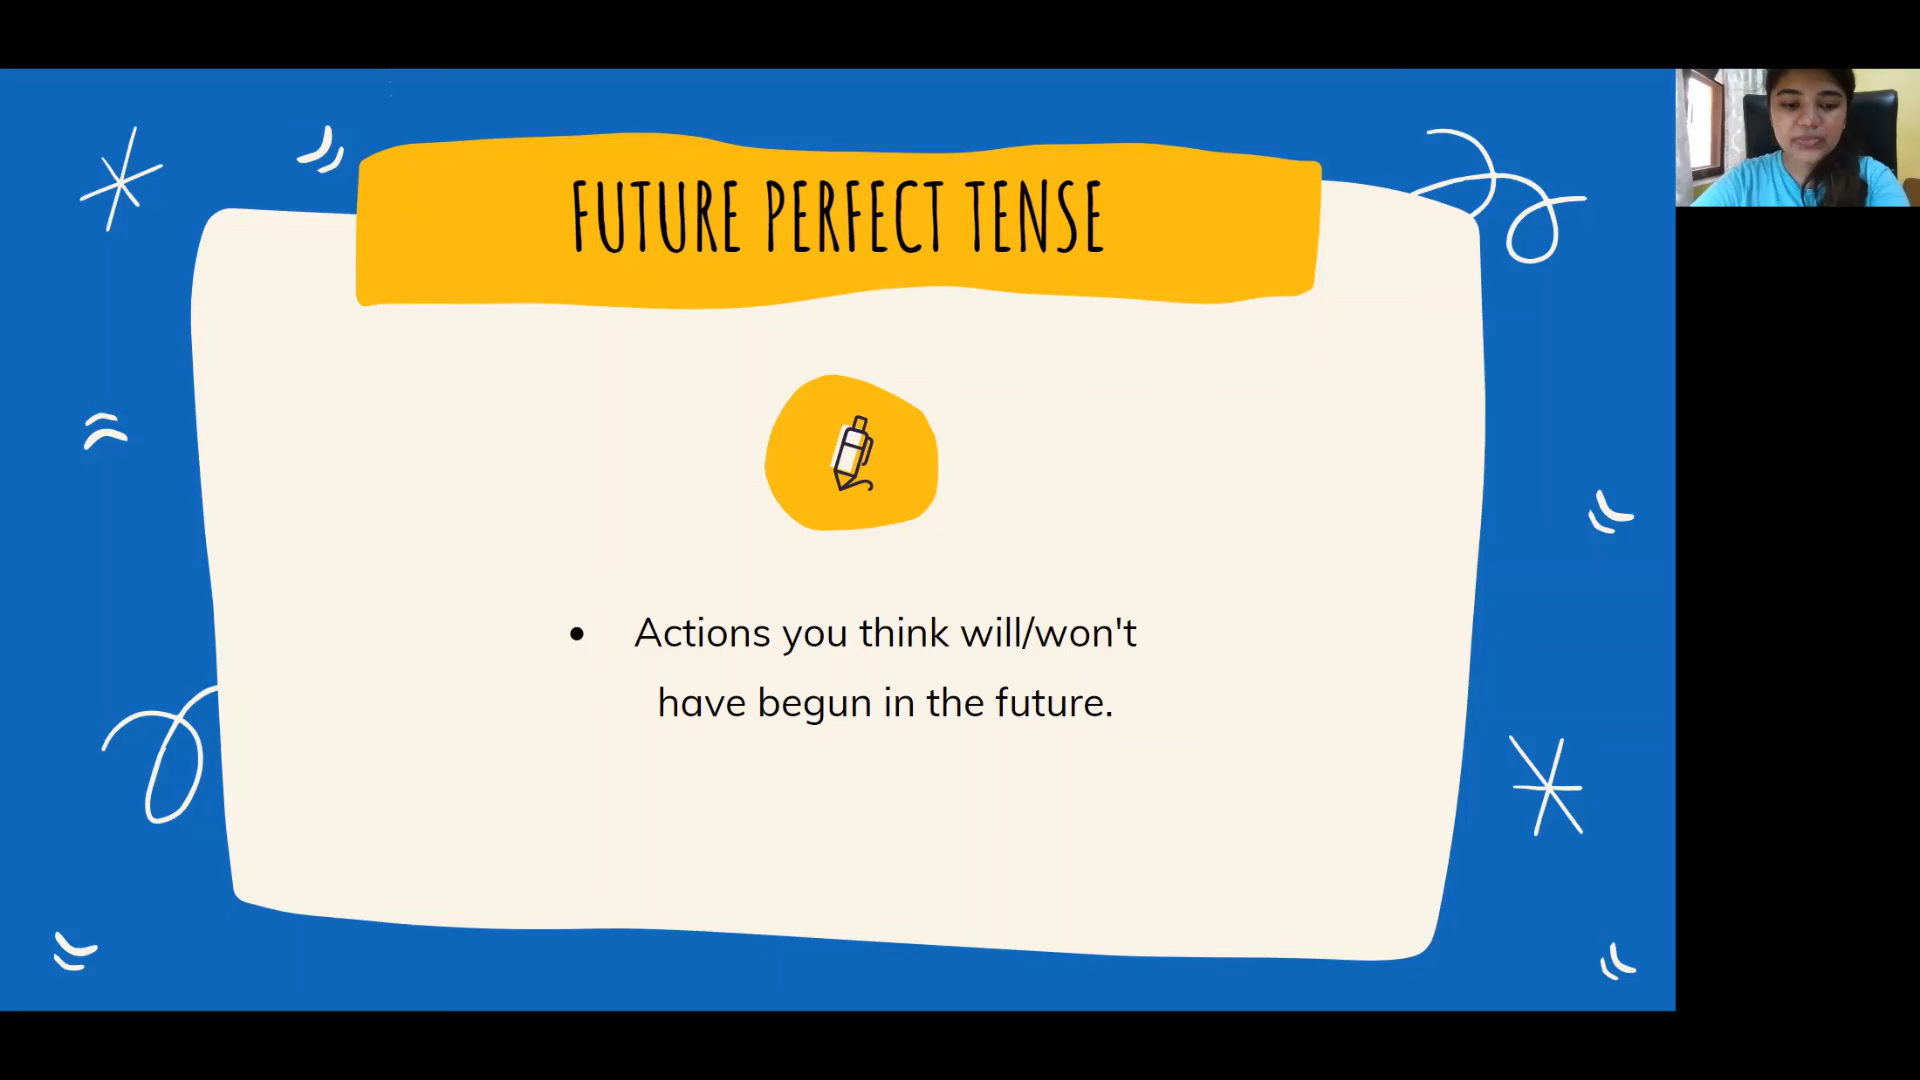 FUTURE PERFECT TENSE
• Actions you think will/won't
have begun in the future.